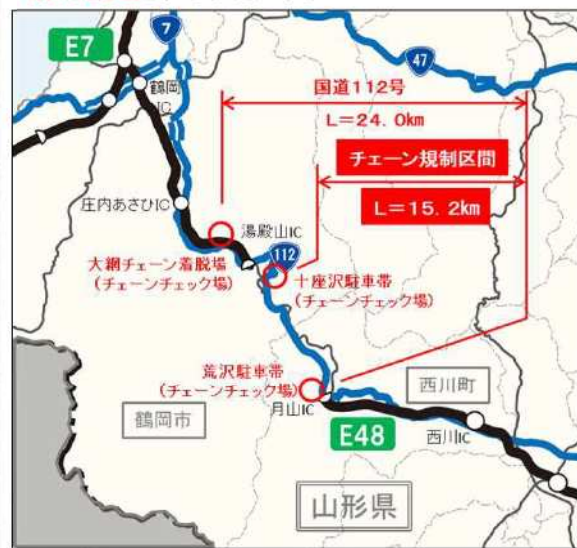 E7
7
47
鶴岡
IC
国道112号
L=24.0km
チェーン規制区間
L=15.2km
庄内あさひIC
湯殿山IC
112
大網チェーン着脱場
(チェーンチェック場)
十座沢駐車帯
(チェーンチェック場)
荒沢駐車帯
(チェーンチェック場)
月山IC
西川町
鶴岡市
E48
西川IC
山形県